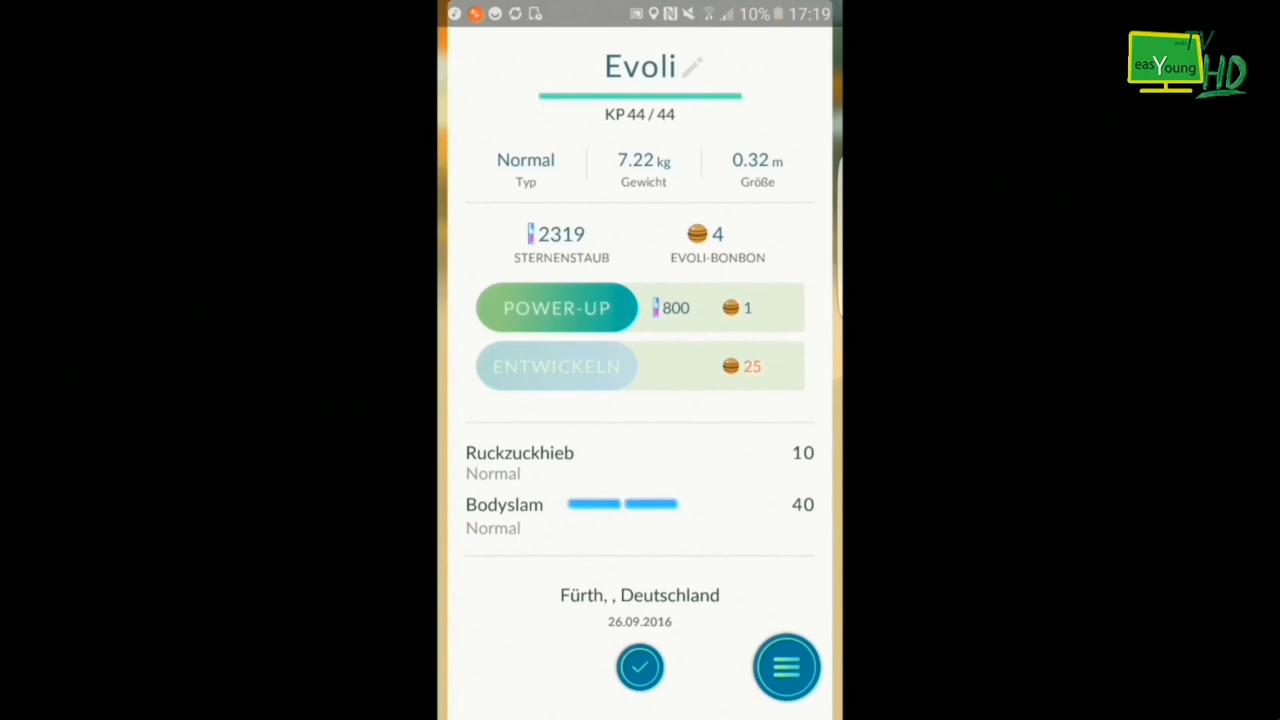 10% 17:19
Evoli
KP 44 / 44
Normal 7.22 kg 0.32 m
Typ Gewicht Größe
2319 4
STERNENSTAUB EVOLI-BONBON
POWER-UP 800 1
ENTWICKELN 25
Ruckzuckhieb 10
Normal
Bodyslam 40
Normal
Fürth, , Deutschland
26.09.2016
web TV
easYoung HD